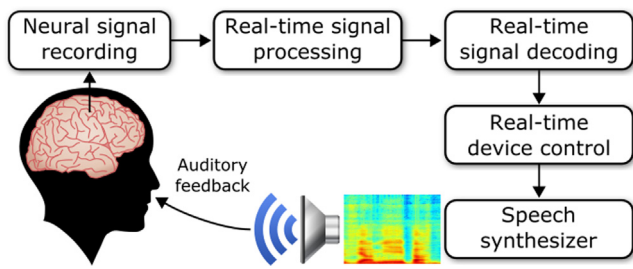 Neural signal
recording
Real-time signal
processing
Real-time
signal decoding
Real-time
device control
Speech
synthesizer
Auditory
feedback